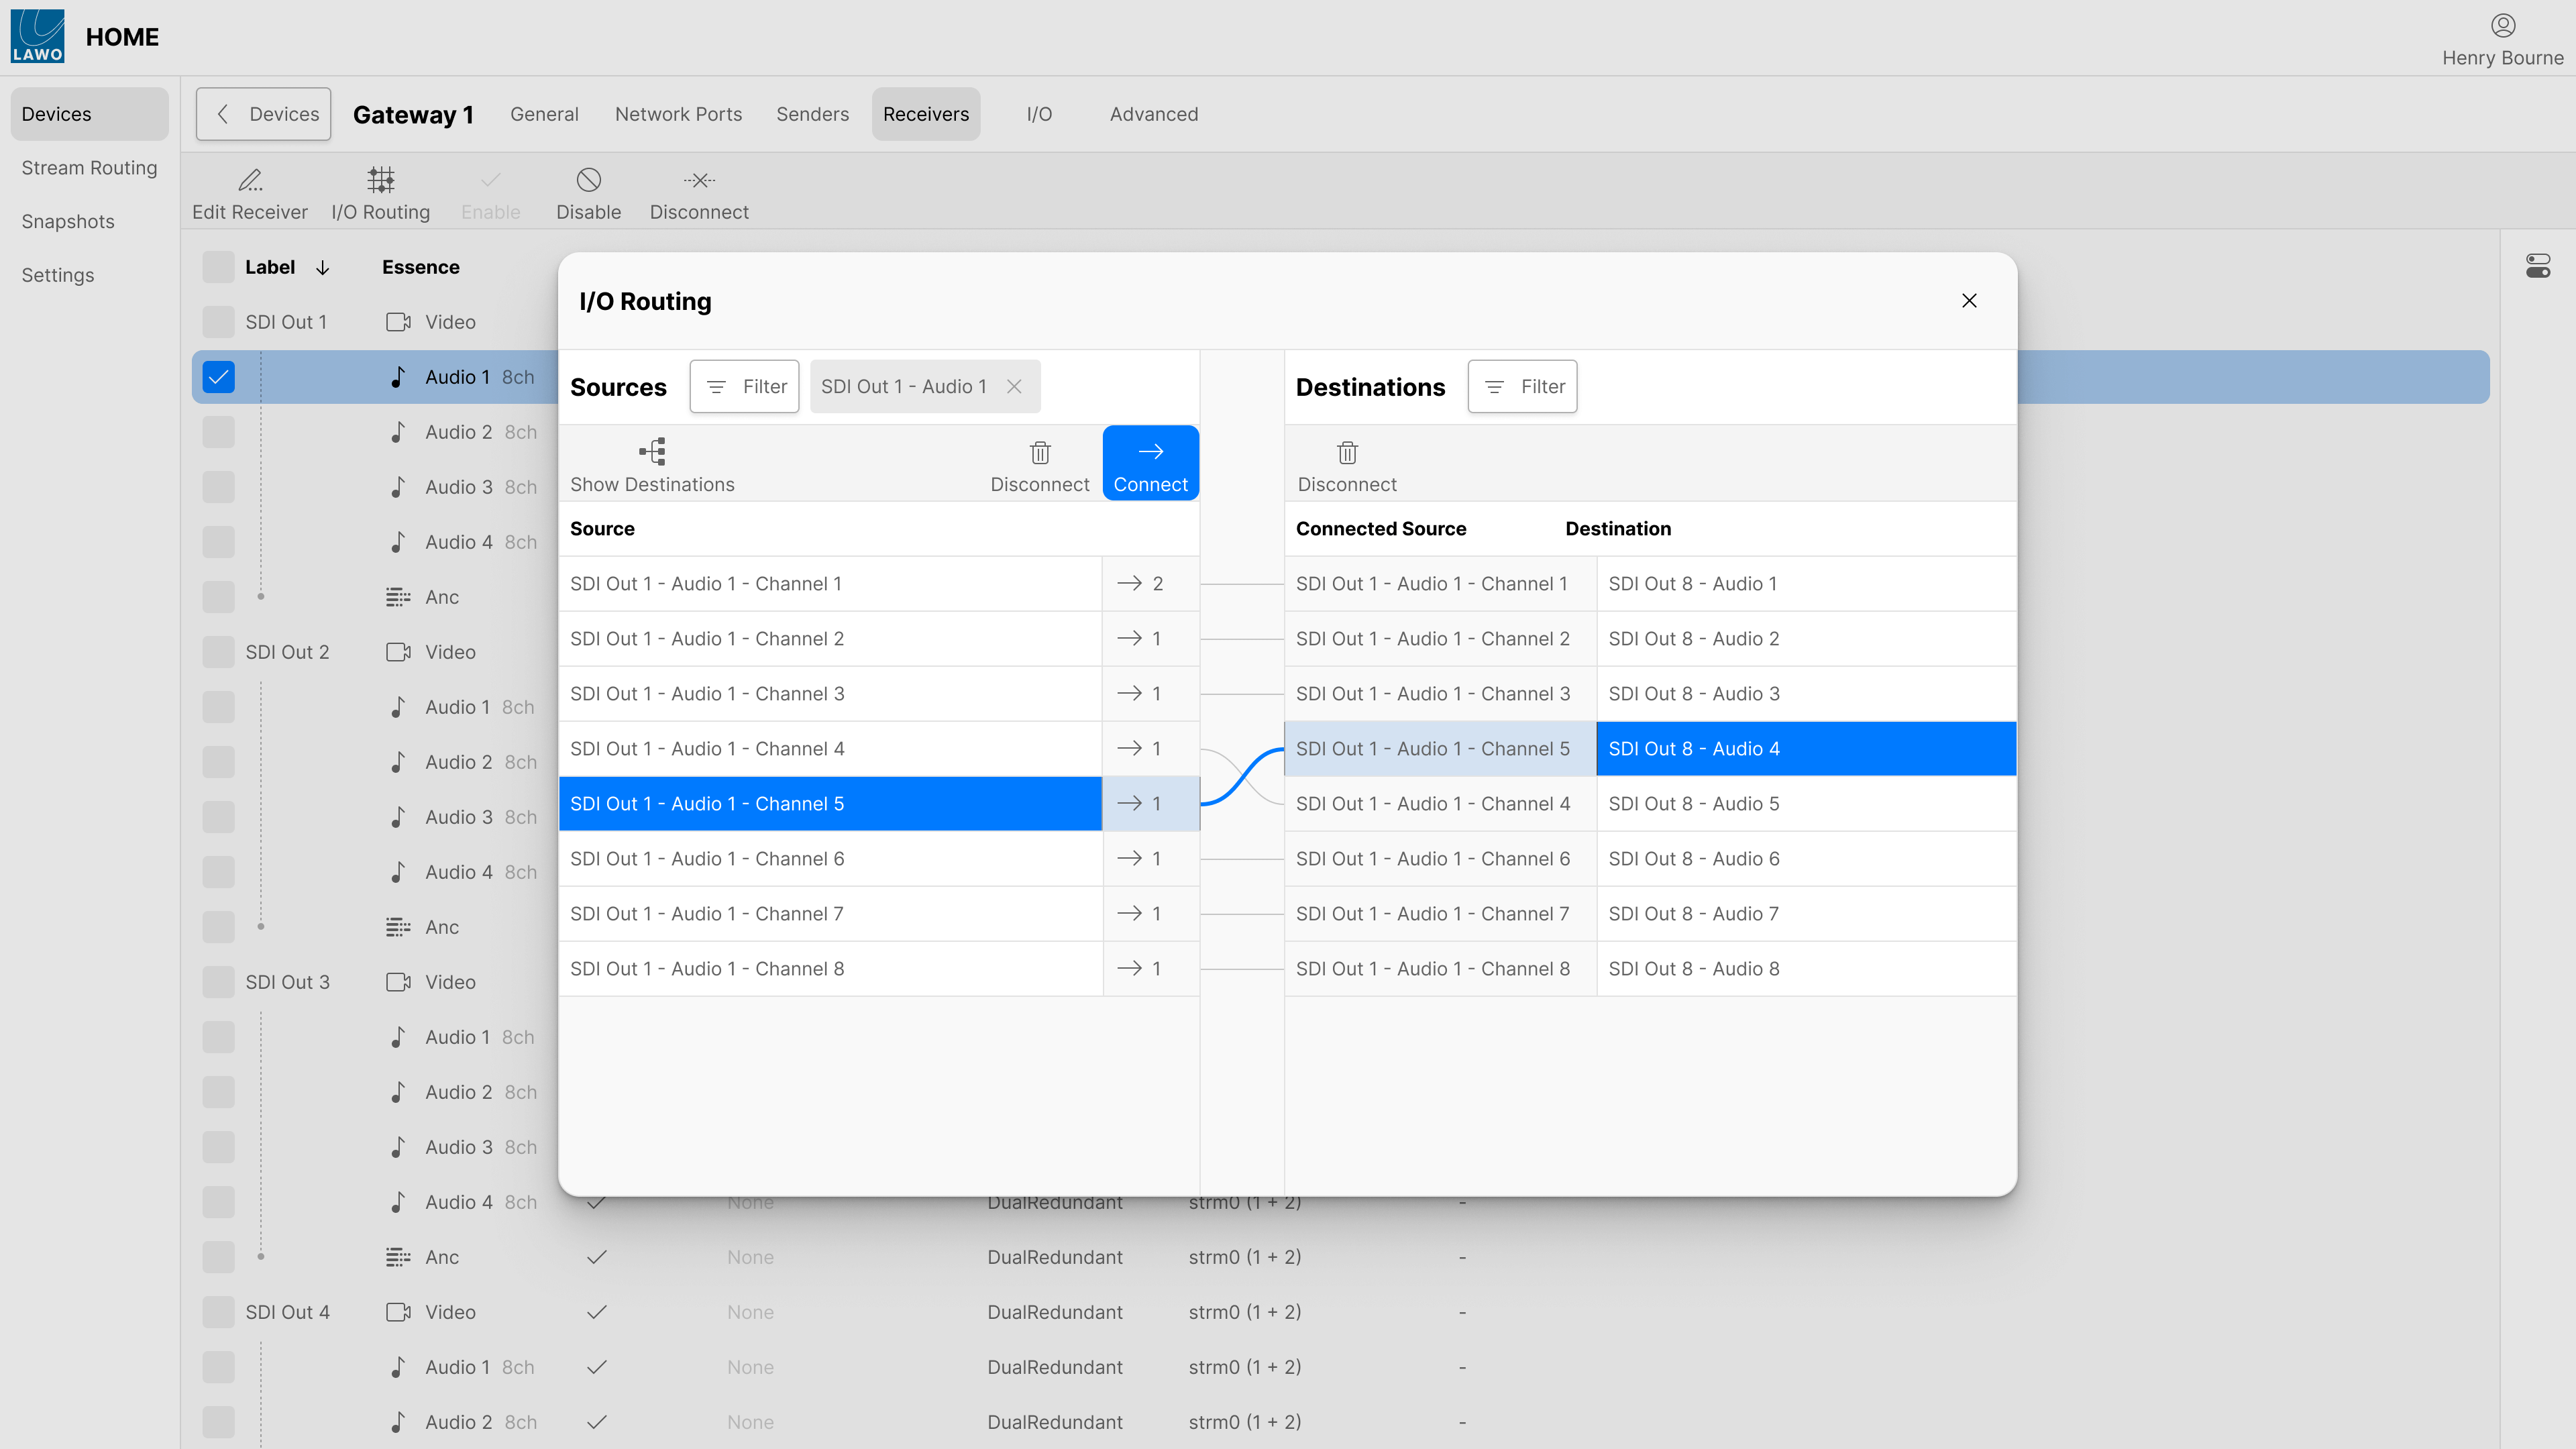 LAWO
HOME
Henry Bourne
Devices
Stream Routing
Snapshots
Settings
Devices
Gateway 1
General
Network Ports
Senders
Receivers
I/O
Advanced
Edit Receiver
I/O Routing
Enable
Disable
Disconnect
Label
Essence
SDI Out 1
Video
Audio 1 8ch
Audio 2 8ch
Audio 3 8ch
Audio 4 8ch
Anc
SDI Out 2
Video
Audio 1 8ch
Audio 2 8ch
Audio 3 8ch
Audio 4 8ch
Anc
SDI Out 3
Video
Audio 1 8ch
Audio 2 8ch
Audio 3 8ch
Audio 4 8ch None DualRedundant strm0 (1 + 2) -
Anc None DualRedundant strm0 (1 + 2) -
SDI Out 4 Video None DualRedundant strm0 (1 + 2) -
Audio 1 8ch None DualRedundant strm0 (1 + 2) -
Audio 2 8ch None DualRedundant strm0 (1 + 2) -
I/O Routing
Sources
Filter
SDI Out 1 - Audio 1
Show Destinations
Disconnect
Connect
Source
SDI Out 1 - Audio 1 - Channel 1 → 2
SDI Out 1 - Audio 1 - Channel 2 → 1
SDI Out 1 - Audio 1 - Channel 3 → 1
SDI Out 1 - Audio 1 - Channel 4 → 1
SDI Out 1 - Audio 1 - Channel 5 → 1
SDI Out 1 - Audio 1 - Channel 6 → 1
SDI Out 1 - Audio 1 - Channel 7 → 1
SDI Out 1 - Audio 1 - Channel 8 → 1
Destinations
Filter
Disconnect
Connected Source Destination
SDI Out 1 - Audio 1 - Channel 1 SDI Out 8 - Audio 1
SDI Out 1 - Audio 1 - Channel 2 SDI Out 8 - Audio 2
SDI Out 1 - Audio 1 - Channel 3 SDI Out 8 - Audio 3
SDI Out 1 - Audio 1 - Channel 5 SDI Out 8 - Audio 4
SDI Out 1 - Audio 1 - Channel 4 SDI Out 8 - Audio 5
SDI Out 1 - Audio 1 - Channel 6 SDI Out 8 - Audio 6
SDI Out 1 - Audio 1 - Channel 7 SDI Out 8 - Audio 7
SDI Out 1 - Audio 1 - Channel 8 SDI Out 8 - Audio 8